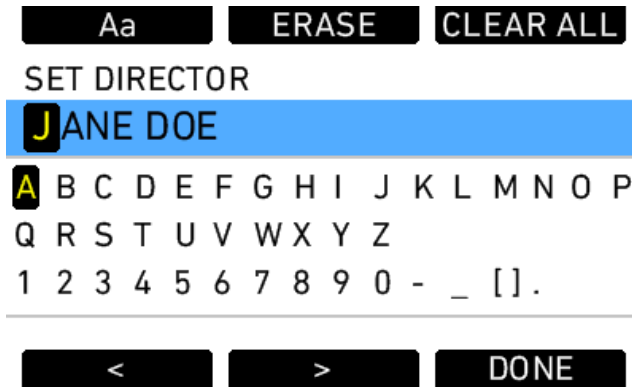 Aa ERASE CLEAR ALL
SET DIRECTOR
JANE DOE
A B C D E F G H I J K L M N O P
Q R S T U V W X Y Z
1 2 3 4 5 6 7 8 9 0 - _ [ ] .
< > DONE